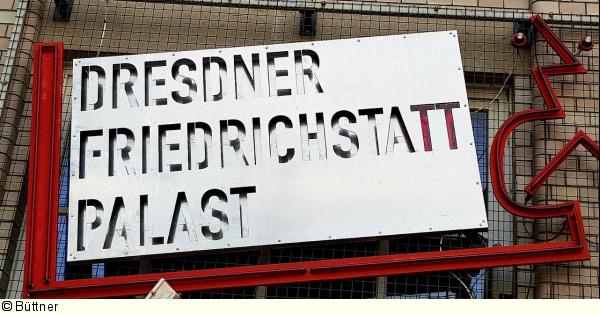 DRESDNER
FRIEDRICHSTATT
PALAST
© Büttner